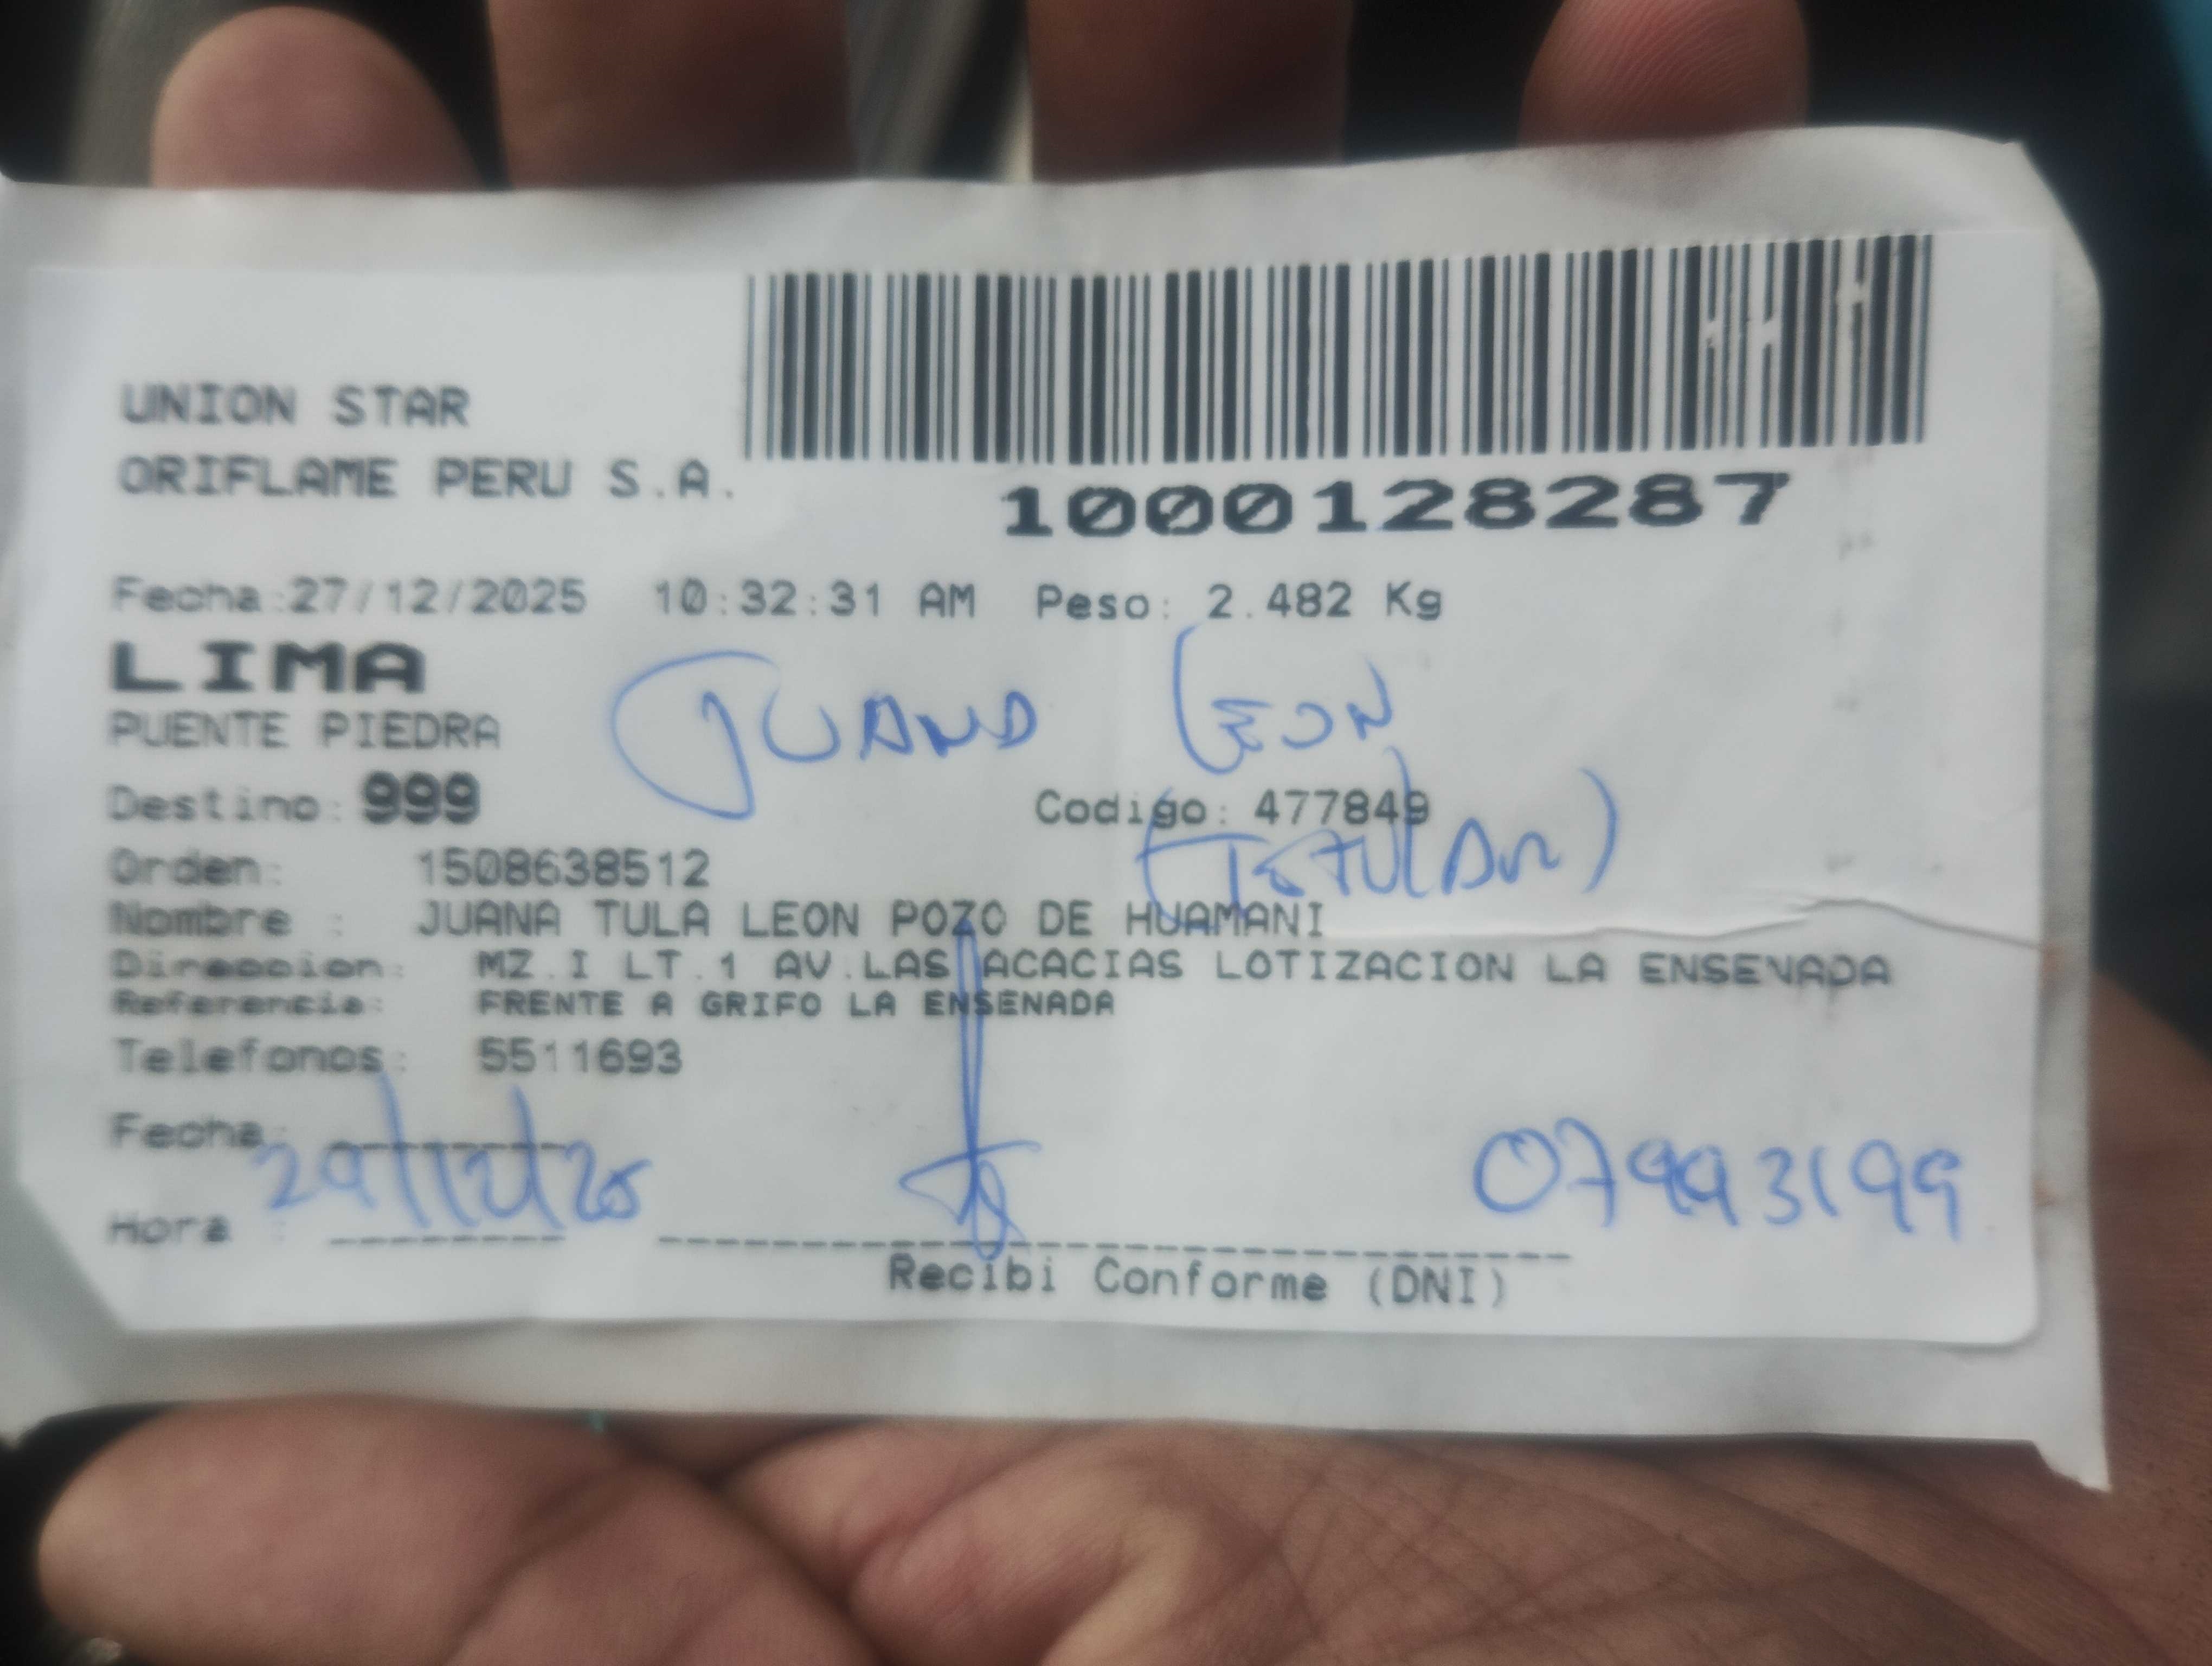 UNION STAR
ORIFLAME PERU S.A.
1000128287
Fecha:27/12/2025 10:32:31 AM Peso: 2.482 Kg
LIMA
JUANA LEON
PUENTE PIEDRA
Destino: 999 Codigo: 477849
(TITULAR)
Orden: 1508638512
Nombre : JUANA TULA LEON POZO DE HUAMANI
Direccion: MZ.I LT.1 AV.LAS ACACIAS LOTIZACION LA ENSENADA
Referencia: FRENTE A GRIFO LA ENSENADA
Telefonos: 5511693
Fecha: 29/12/25
07993199
Hora :
Recibi Conforme (DNI)